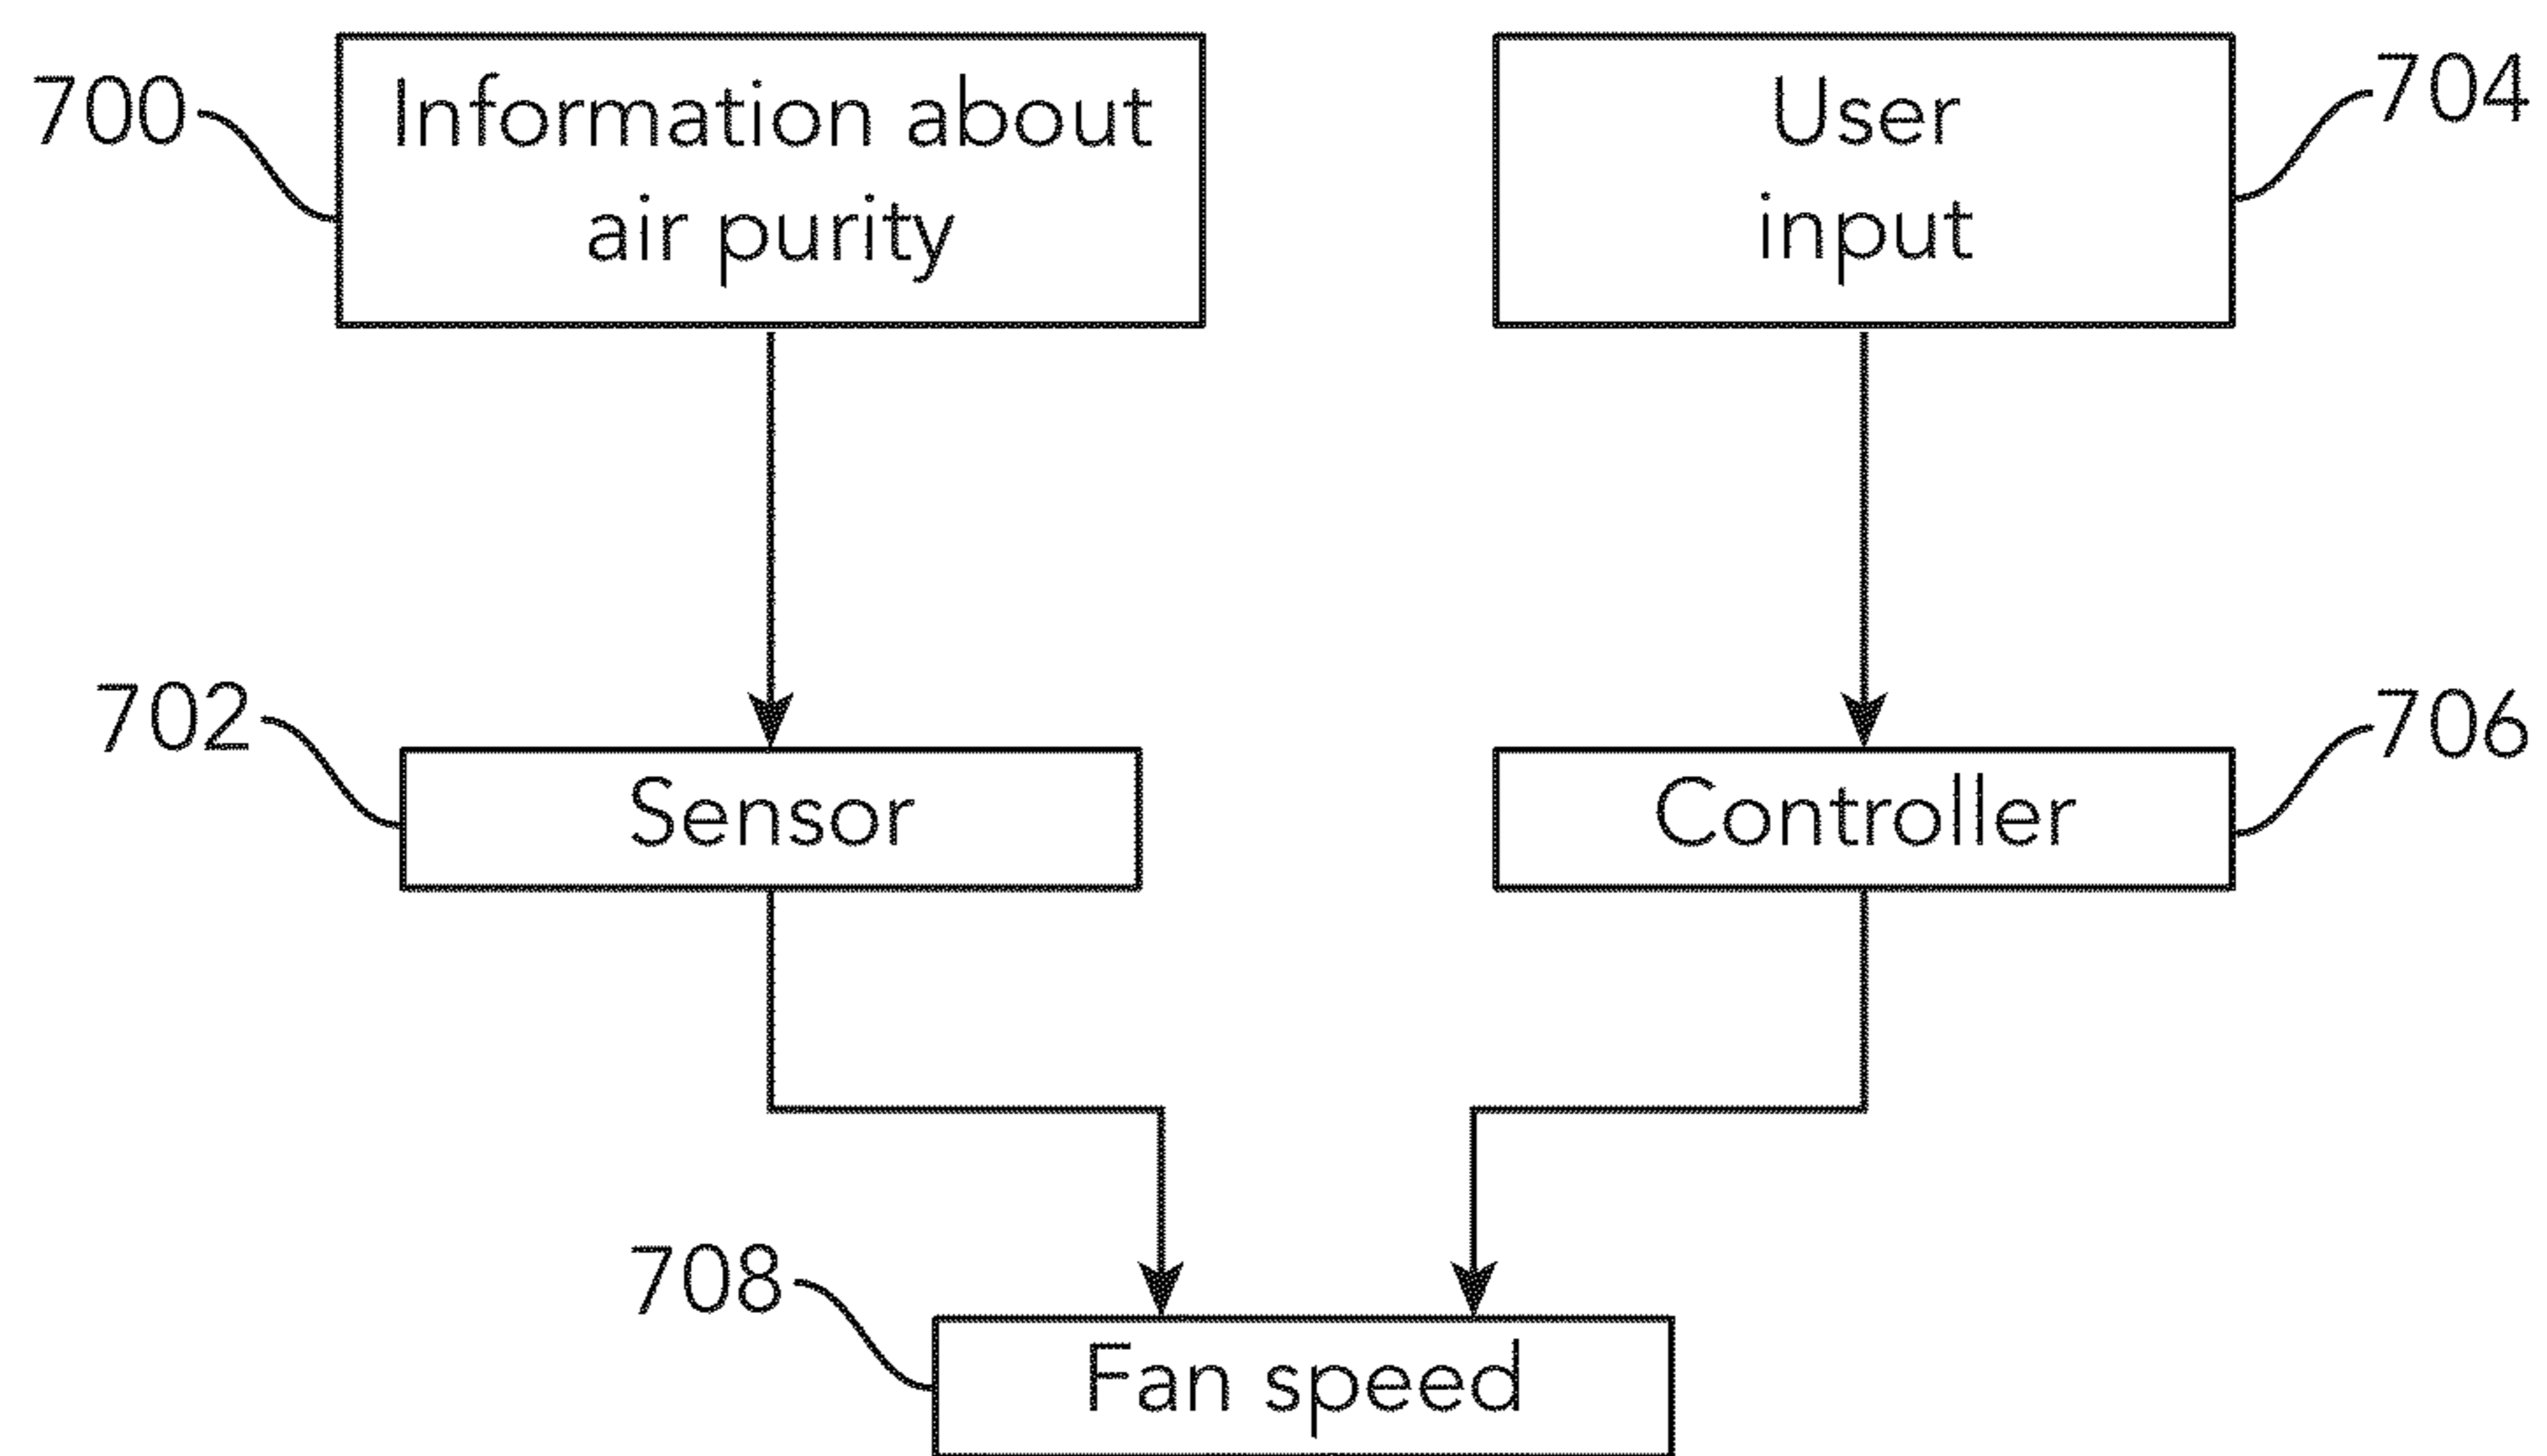 700
Information about
air purity
User
input
704
702
Sensor
Controller
706
708
Fan speed